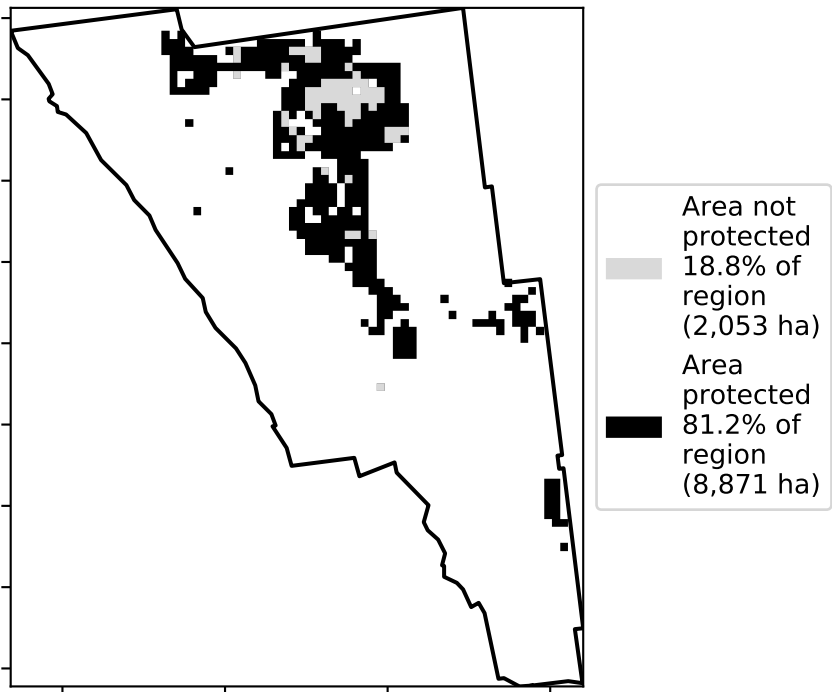 Area not
protected
18.8% of
region
(2,053 ha)
Area
protected
81.2% of
region
(8,871 ha)